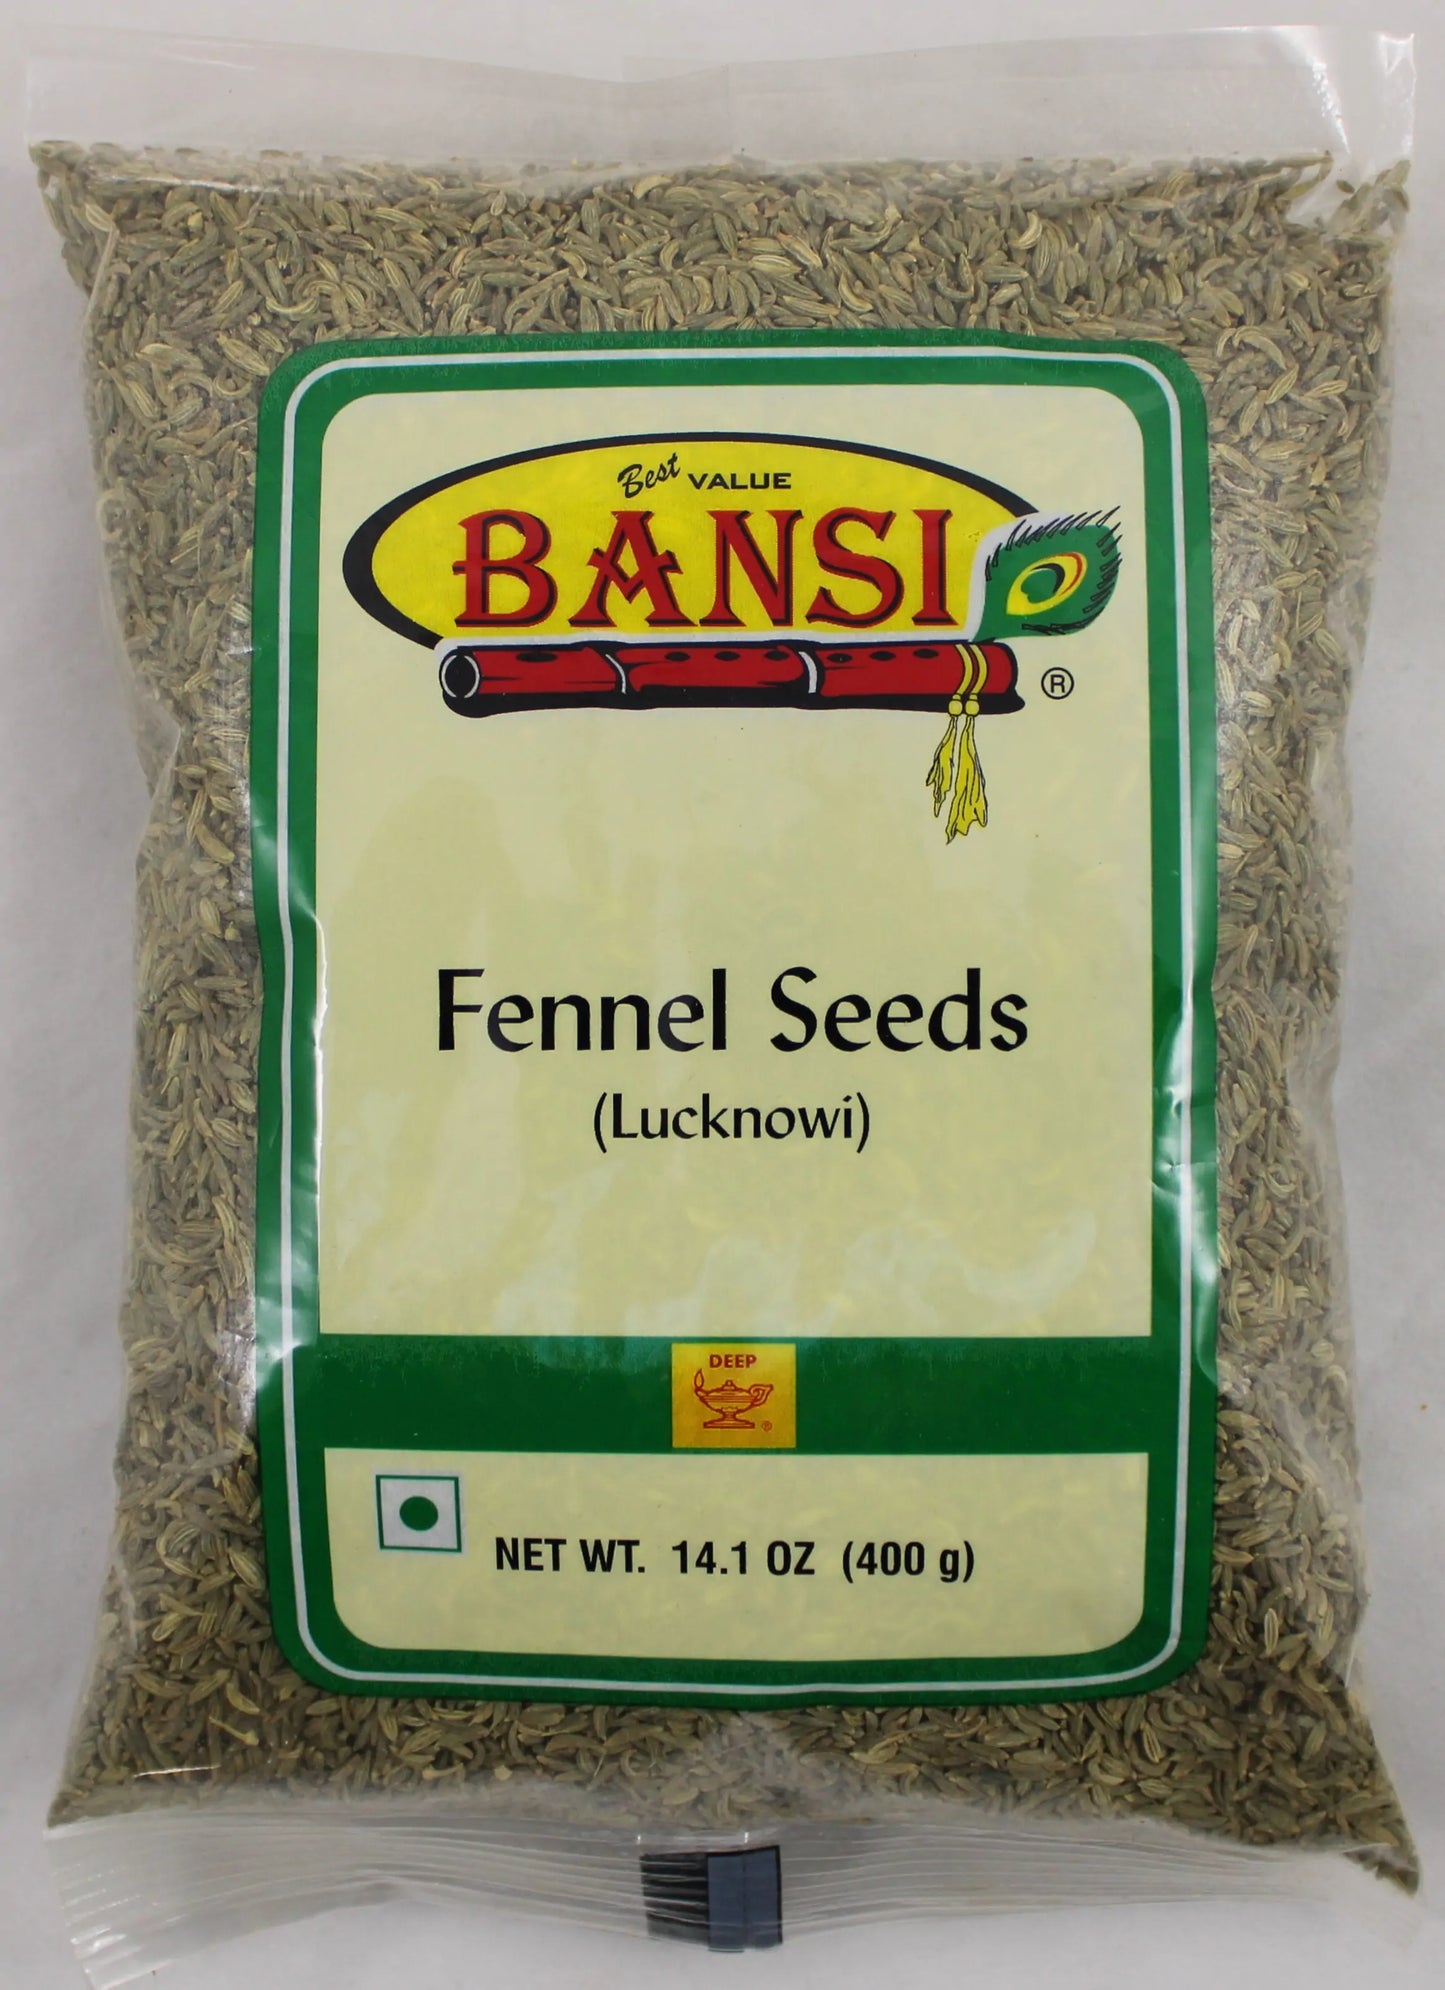 Best VALUE
BANSI
®
Fennel Seeds
(Lucknowi)
DEEP
®
NET WT. 14.1 OZ (400 g)